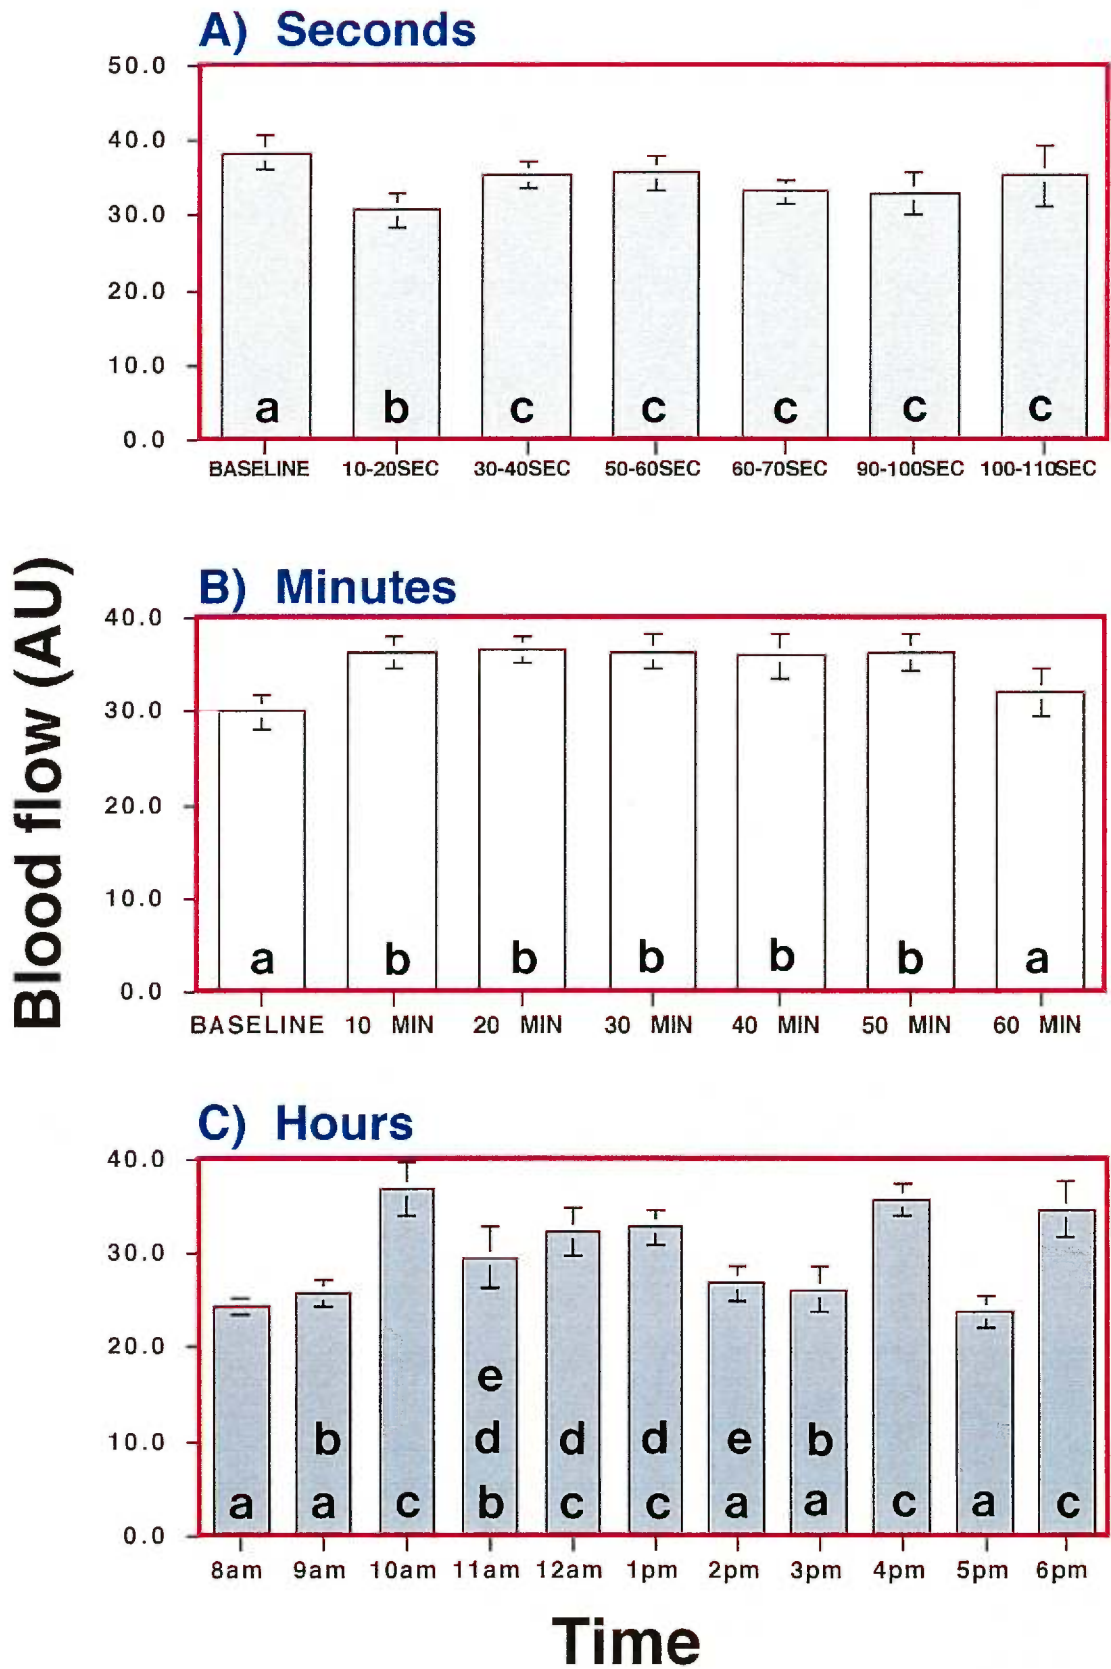 A) Seconds
50.0
40.0
30.0
20.0
10.0
0.0
a b c c c c c
BASELINE 10-20SEC 30-40SEC 50-60SEC 60-70SEC 90-100SEC 100-110SEC
Blood flow (AU)
B) Minutes
40.0
30.0
20.0
10.0
0.0
a b b b b b a
BASELINE 10 MIN 20 MIN 30 MIN 40 MIN 50 MIN 60 MIN
C) Hours
40.0
30.0
20.0
10.0
0.0
e
b d d d e b
a a c b c c a a c a c
8am 9am 10am 11am 12am 1pm 2pm 3pm 4pm 5pm 6pm
Time